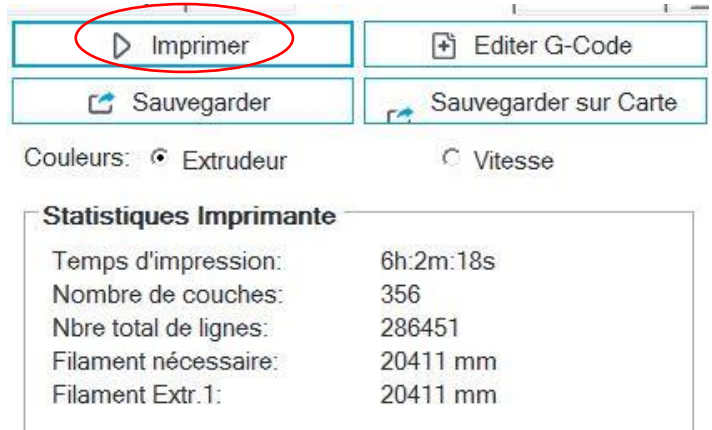 Imprimer
Editer G-Code
Sauvegarder
Sauvegarder sur Carte
Couleurs: Extrudeur Vitesse
Statistiques Imprimante
Temps d'impression: 6h:2m:18s
Nombre de couches: 356
Nbre total de lignes: 286451
Filament nécessaire: 20411 mm
Filament Extr.1: 20411 mm